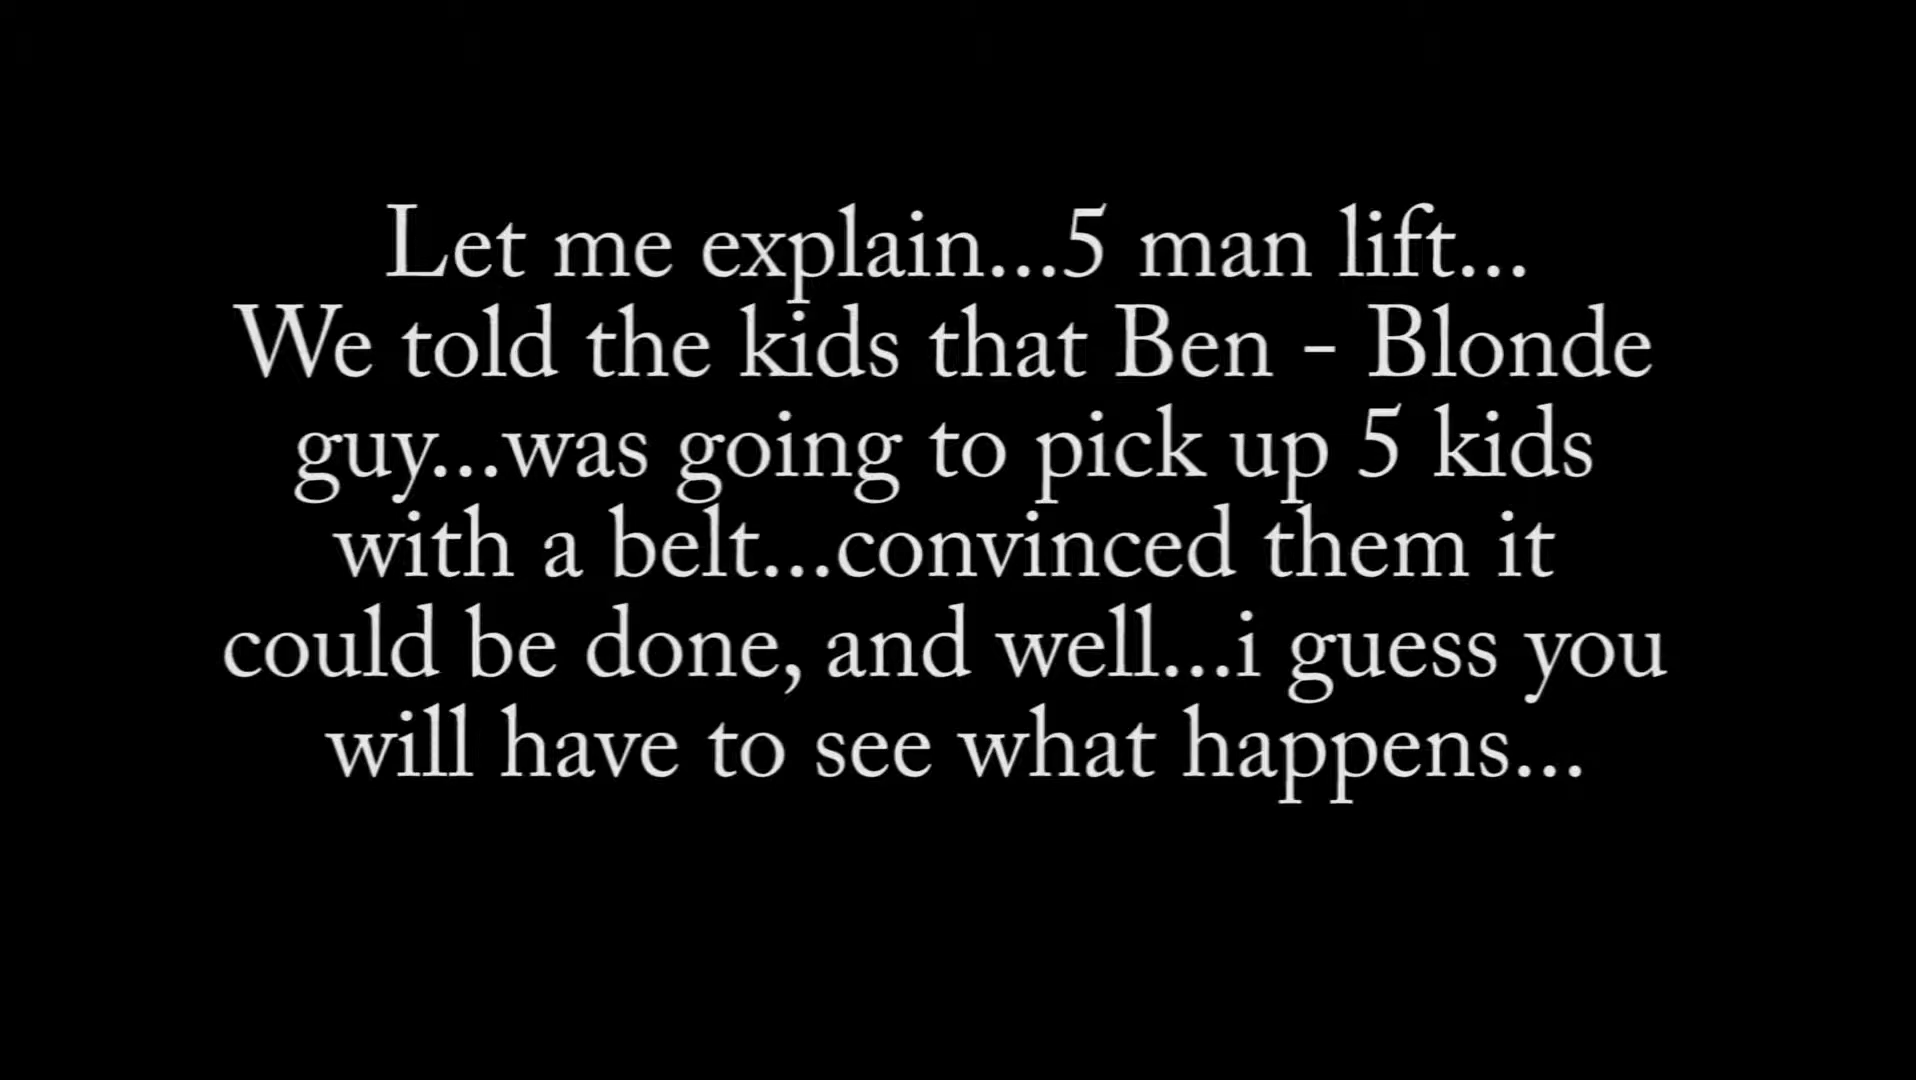 Let me explain...5 man lift...
We told the kids that Ben - Blonde
guy...was going to pick up 5 kids
with a belt...convinced them it
could be done, and well...i guess you
will have to see what happens...